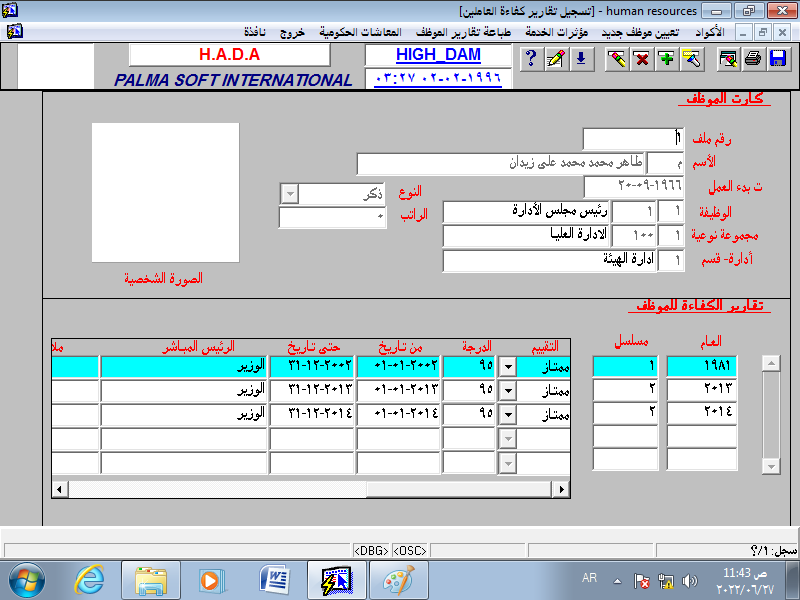 human resources - [تسجيل تقارير كفاءة العاملين]
الأكواد تعيين موظف جديد مؤثرات الخدمة طباعة تقارير الموظف المعاشات الحكومية خروج نافذة
H.A.D.A
HIGH_DAM
PALMA SOFT INTERNATIONAL
٠٣:٢٧ ٠٢-٠٢-١٩٩٦
كارت الموظف
رقم ملف ١
الأسم م طاهر محمد محمد على زيدان
ت بدء العمل ٢٠-٠٩-١٩٦٦
النوع ذكر
الوظيفة ١ ١ رئيس مجلس الأدارة
الراتب ٠
مجموعة نوعية ١ ١٠٠ الادارة العليا
أدارة- قسم ١ ادارة الهيئة
الصورة الشخصية
تقارير الكفاءة للموظف
العام مسلسل التقييم الدرجة من تاريخ حتى تاريخ الرئيس المباشر ملا
١٩٨١ ١ ممتاز ٩٥ ٠١-٠١-٢٠٠٢ ٣١-١٢-٢٠٠٢ الوزير
٢٠١٣ ٢ ممتاز ٩٥ ٠١-٠١-٢٠١٣ ٣١-١٢-٢٠١٣ الوزير
٢٠١٤ ٢ ممتاز ٩٥ ٠١-٠١-٢٠١٤ ٣١-١٢-٢٠١٤ الوزير
سجل: ١/؟
<OSC> <DBG>
AR
11:43 ص
٢٠٢٢/٠٦/٢٧